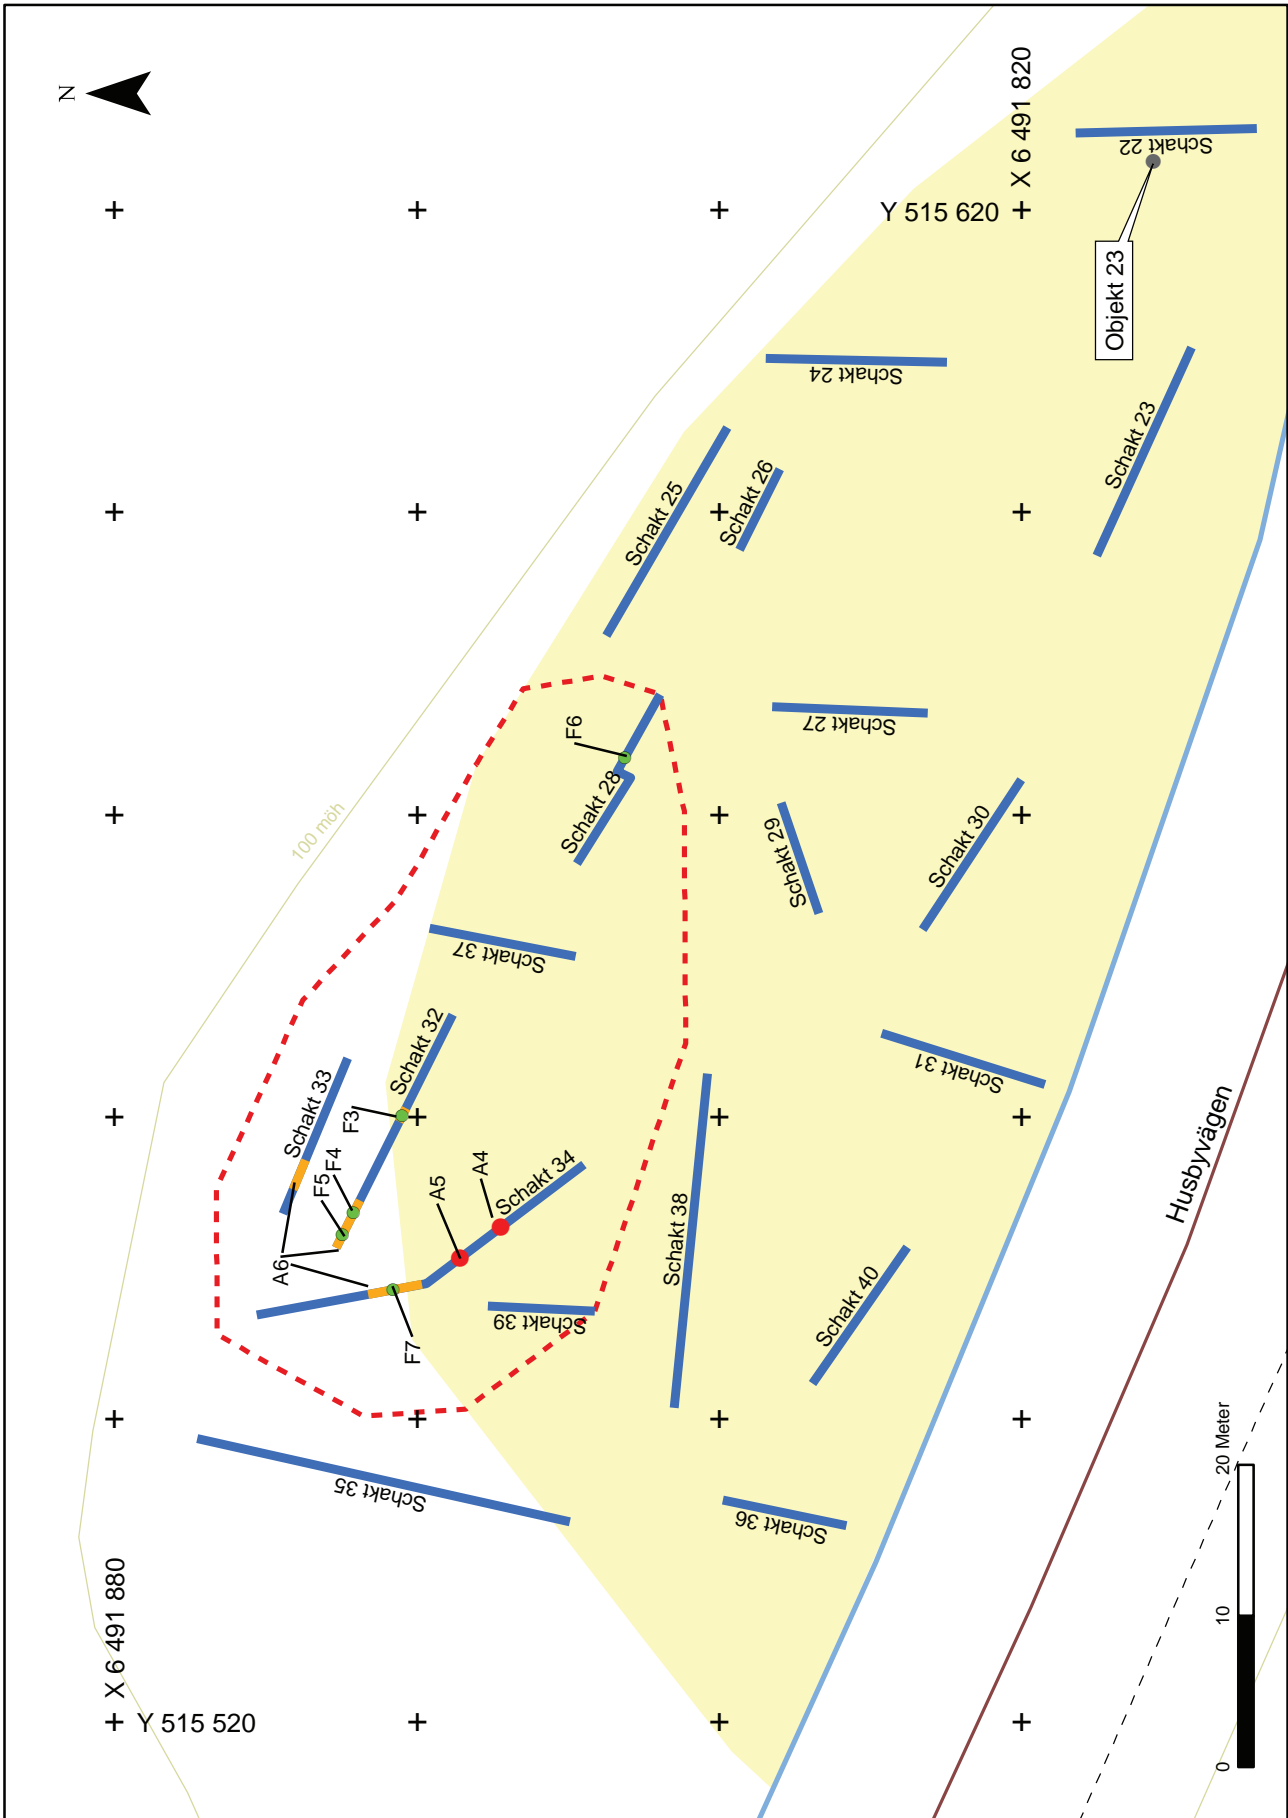 N
X 6 491 820
Y 515 620
Schakt 22
Objekt 23
Schakt 24
Schakt 23
Schakt 25
Schakt 26
F6
Schakt 27
Schakt 28
100 möh
Schakt 29
Schakt 30
Schakt 37
Schakt 32
Schakt 31
Schakt 33
F3
F4
F5
A4
A5
Schakt 34
Husbyvägen
A6
Schakt 38
Schakt 39
F7
Schakt 40
Schakt 35
Schakt 36
X 6 491 880
Y 515 520
0 10 20 Meter